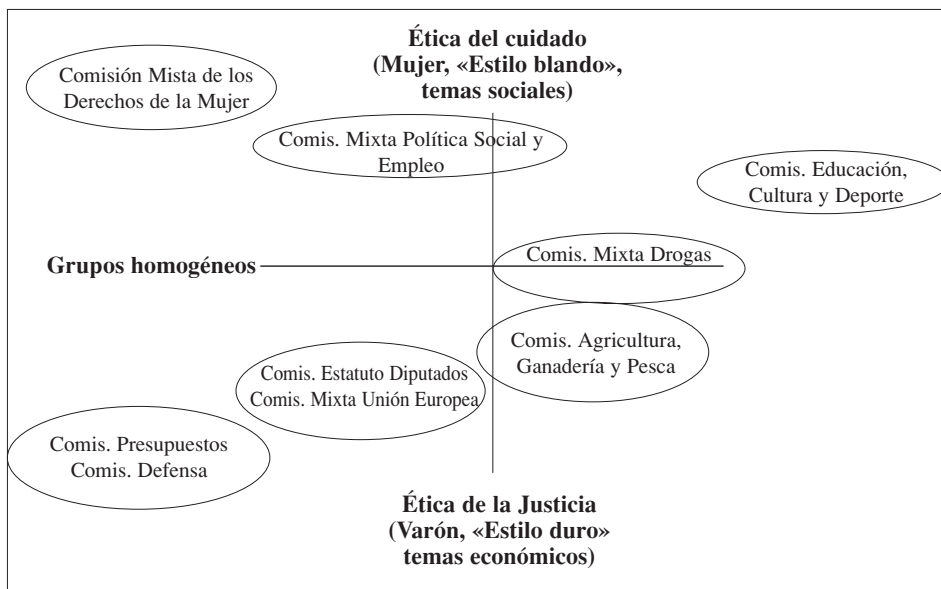 Ética del cuidado
(Mujer, «Estilo blando»,
temas sociales)
Comisión Mista de los
Derechos de la Mujer
Comis. Mixta Política Social y
Empleo
Comis. Educación,
Cultura y Deporte
Grupos homogéneos
Comis. Mixta Drogas
Comis. Agricultura,
Ganadería y Pesca
Comis. Estatuto Diputados
Comis. Mixta Unión Europea
Comis. Presupuestos
Comis. Defensa
Ética de la Justicia
(Varón, «Estilo duro»
temas económicos)